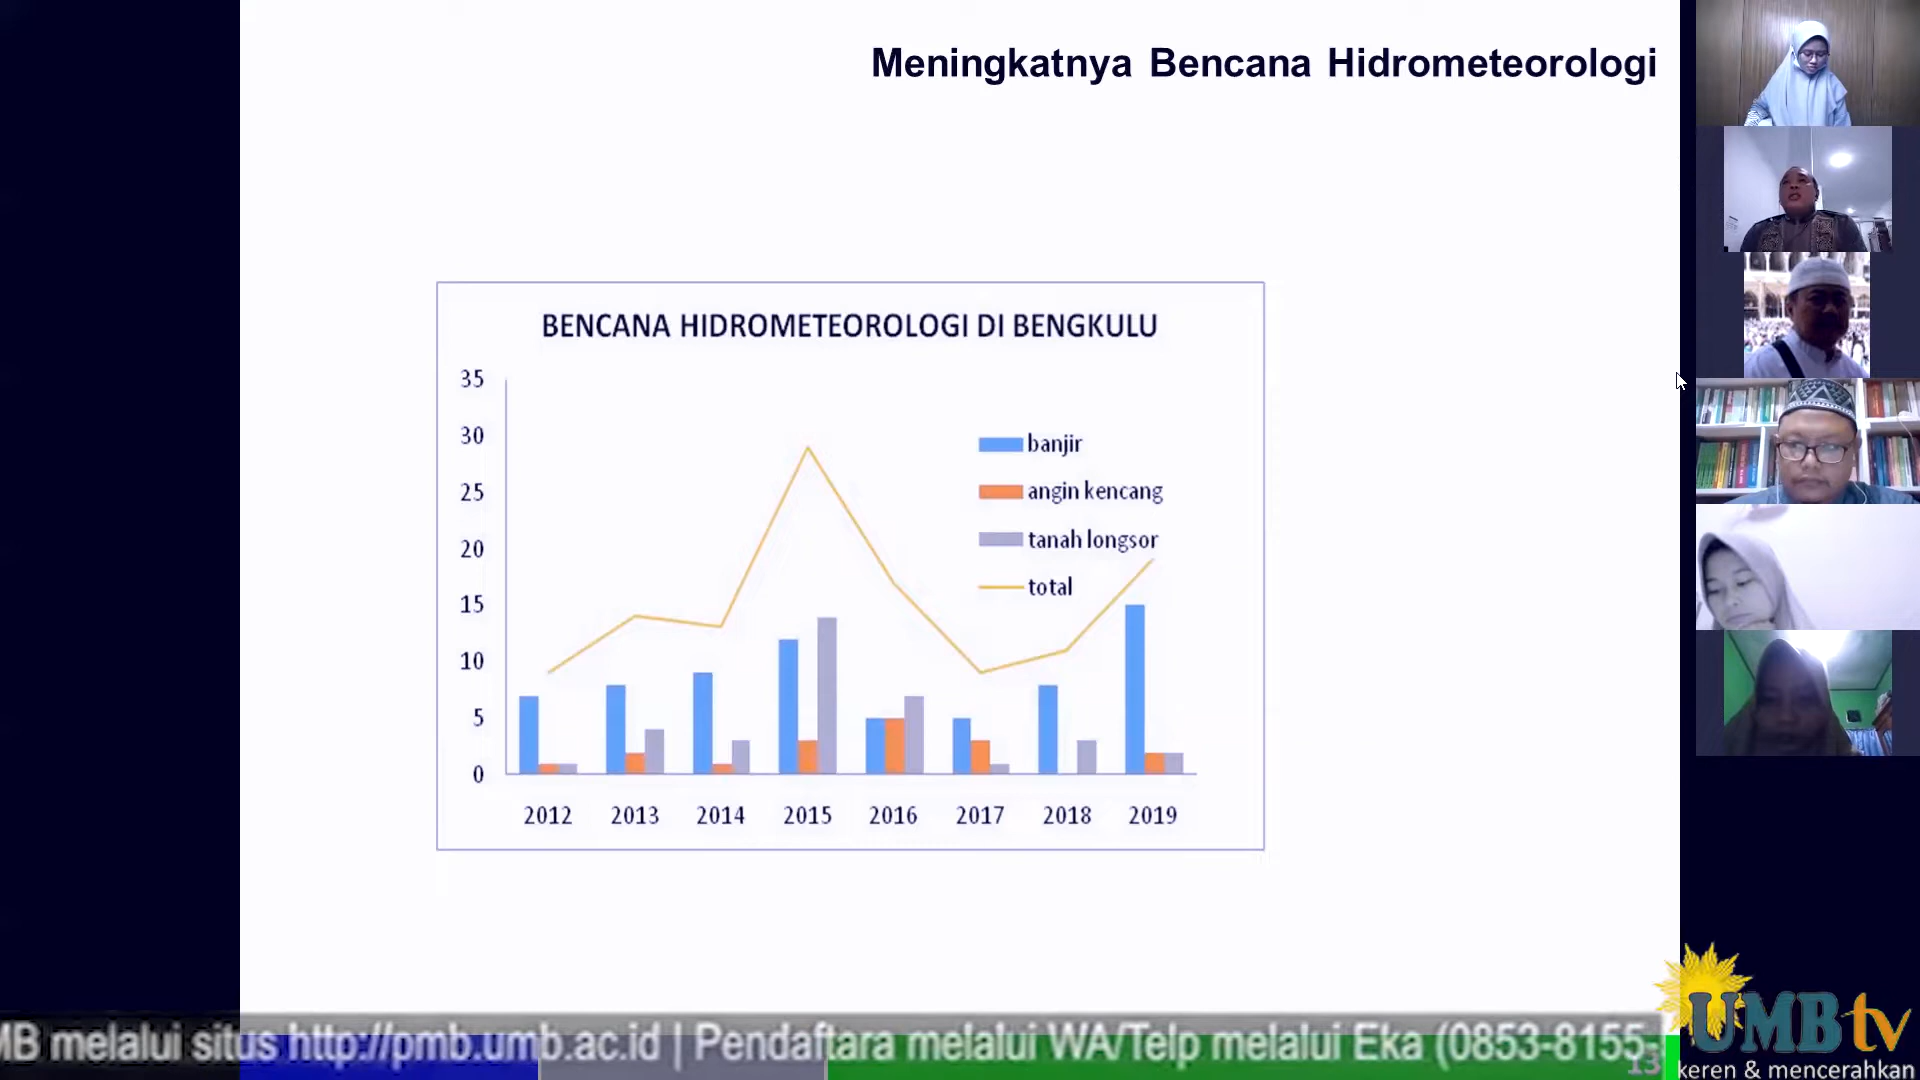 Meningkatnya Bencana Hidrometeorologi
BENCANA HIDROMETEOROLOGI DI BENGKULU
35
30
25
20
15
10
5
0
banjir
angin kencang
tanah longsor
total
2012 2013 2014 2015 2016 2017 2018 2019
MB melalui situs http://pmb.umb.ac.id | Pendaftara melalui WA/Telp melalui Eka (0853-8155-
13
UMBtv
keren & mencerahkan